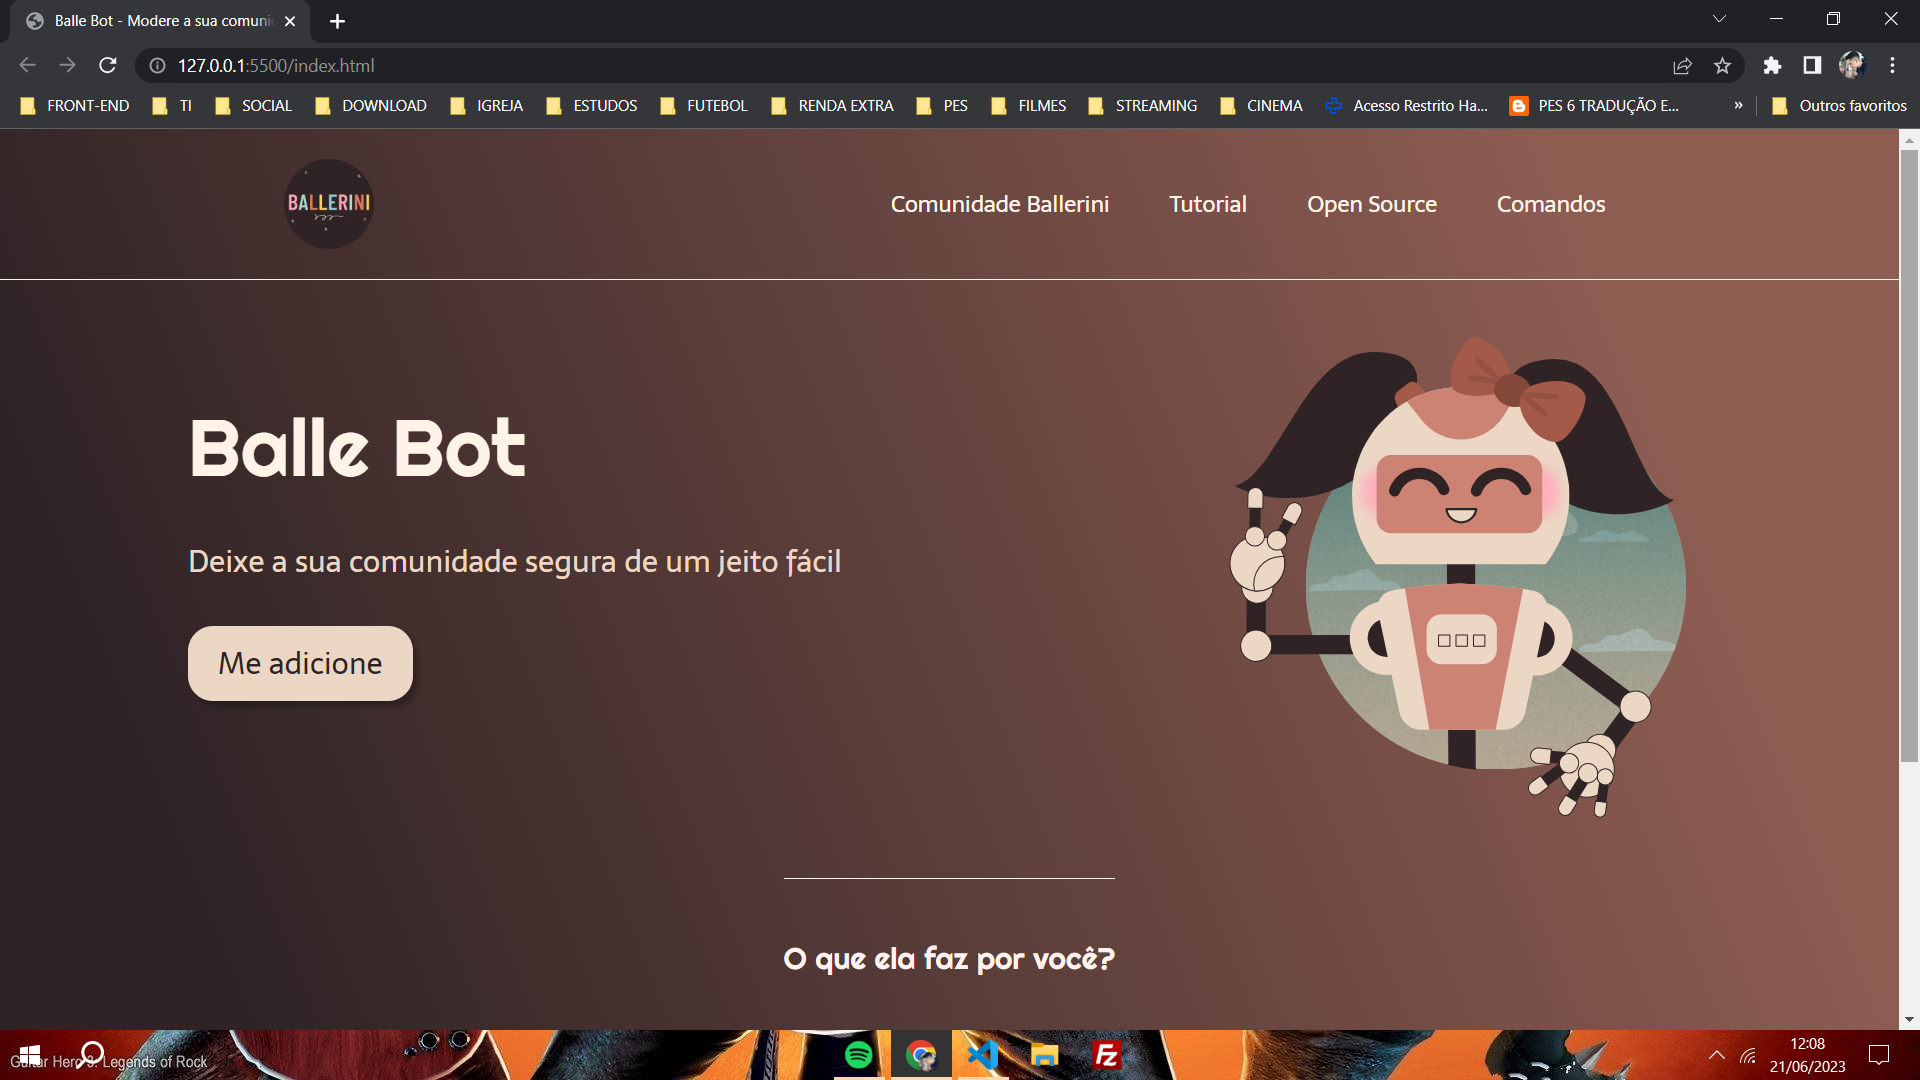 Balle Bot - Modere a sua comuni
127.0.0.1:5500/index.html
FRONT-END
TI
SOCIAL
DOWNLOAD
IGREJA
ESTUDOS
FUTEBOL
RENDA EXTRA
PES
FILMES
STREAMING
CINEMA
Acesso Restrito Ha...
PES 6 TRADUÇÃO E...
»
Outros favoritos
BALLERINI
Comunidade Ballerini
Tutorial
Open Source
Comandos
Balle Bot
Deixe a sua comunidade segura de um jeito fácil
Me adicione
O que ela faz por você?
Guitar Hero 3: Legends of Rock
Fz
12:08
21/06/2023